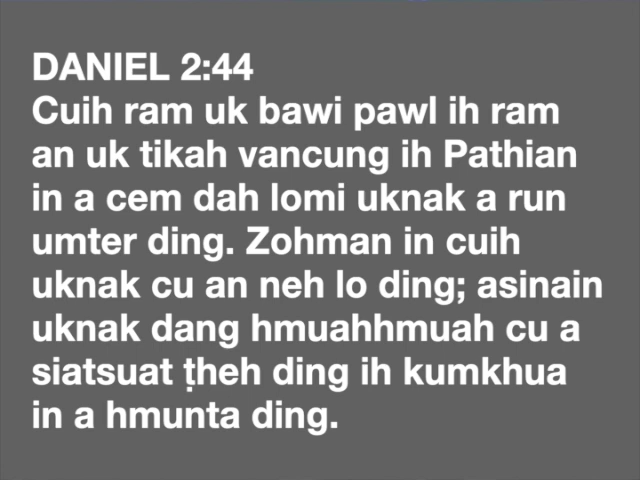 DANIEL 2:44
Cuih ram uk bawi pawl ih ram
an uk tikah vancung ih Pathian
in a cem dah lomi uknak a run
umter ding. Zohman in cuih
uknak cu an neh lo ding; asinain
uknak dang hmuahhmuah cu a
siatsuat ṭheh ding ih kumkhua
in a hmunta ding.